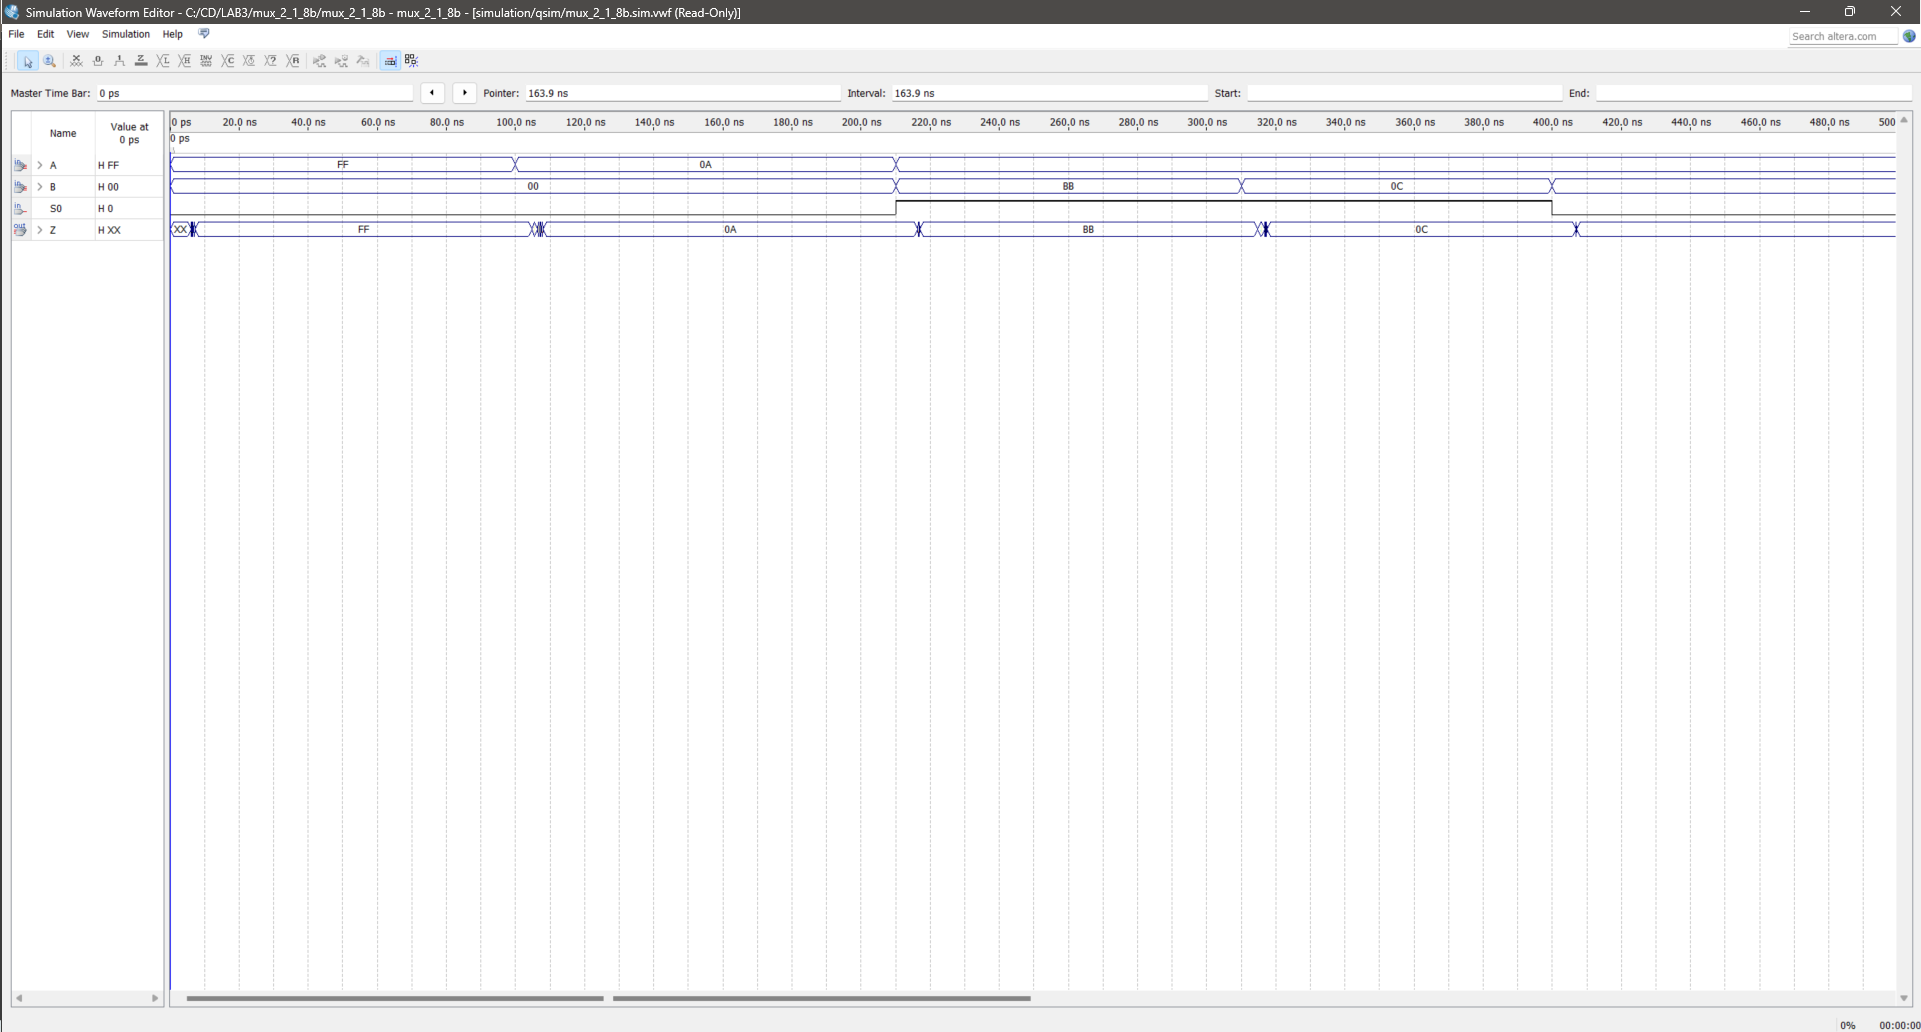 Simulation Waveform Editor - C:/CD/LAB3/mux_2_1_8b/mux_2_1_8b - mux_2_1_8b - [simulation/qsim/mux_2_1_8b.sim.vwf (Read-Only)]
File Edit View Simulation Help Search altera.com
Master Time Bar: 0 ps Pointer: 163.9 ns Interval: 163.9 ns Start: End:
Name Value at 0 ps
0 ps 20.0 ns 40.0 ns 60.0 ns 80.0 ns 100.0 ns 120.0 ns 140.0 ns 160.0 ns 180.0 ns 200.0 ns 220.0 ns 240.0 ns 260.0 ns 280.0 ns 300.0 ns 320.0 ns 340.0 ns 360.0 ns 380.0 ns 400.0 ns 420.0 ns 440.0 ns 460.0 ns 480.0 ns 500
0 ps
A H FF FF 0A
B H 00 00 BB 0C
S0 H 0
Z H XX XX FF 0A BB 0C
0% 00:00:00